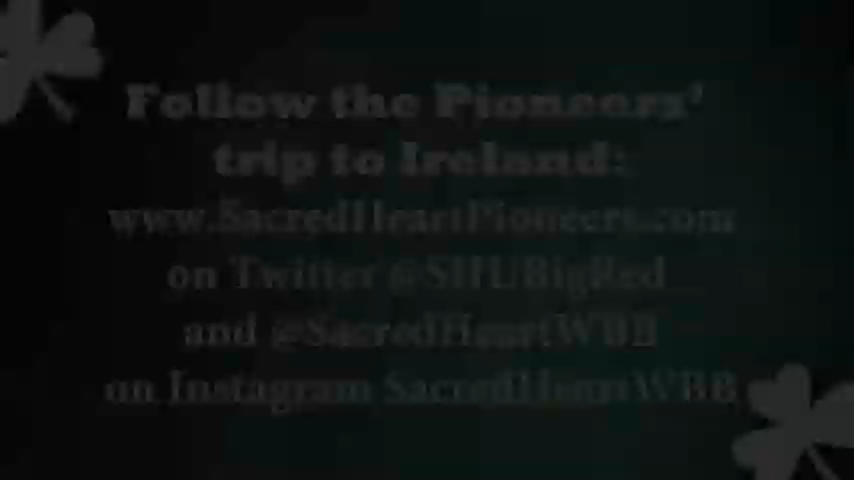 Follow the Pioneers'
trip to Ireland:
www.SacredHeartPioneers.com
on Twitter @SHUBigRed
and @SacredHeartWBB
on Instagram SacredHeartWBB